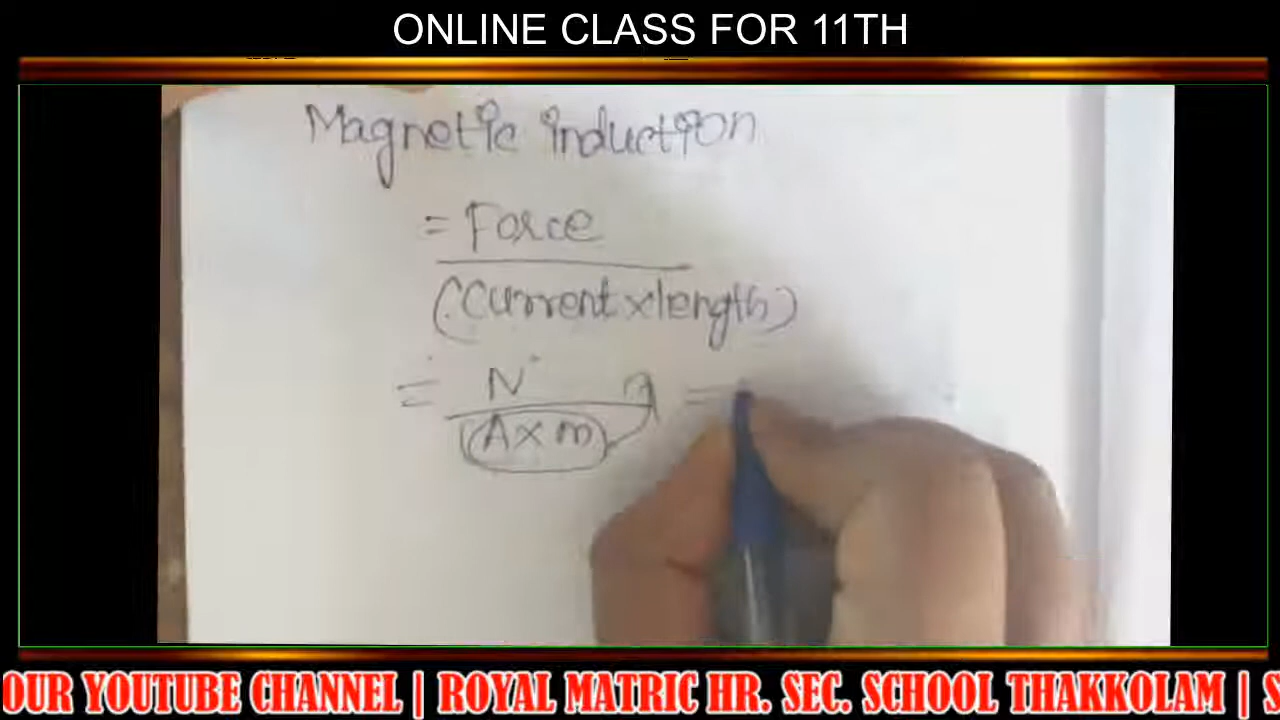 ONLINE CLASS FOR 11TH
Magnetic induction
= Force
(Current x length)
= N =
A x m
OUR YOUTUBE CHANNEL | ROYAL MATRIC HR. SEC. SCHOOL THAKKOLAM | S